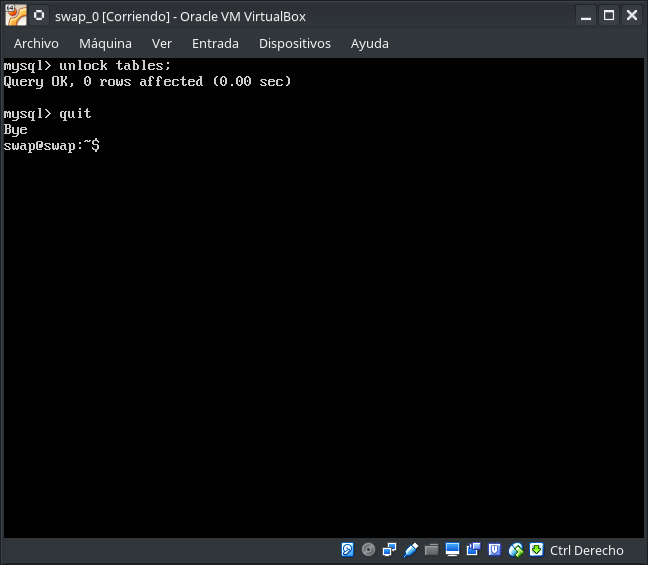 swap_0 [Corriendo] - Oracle VM VirtualBox
Archivo Máquina Ver Entrada Dispositivos Ayuda
mysql> unlock tables;
Query OK, 0 rows affected (0.00 sec)
mysql> quit
Bye
swap@swap:~$
Ctrl Derecho